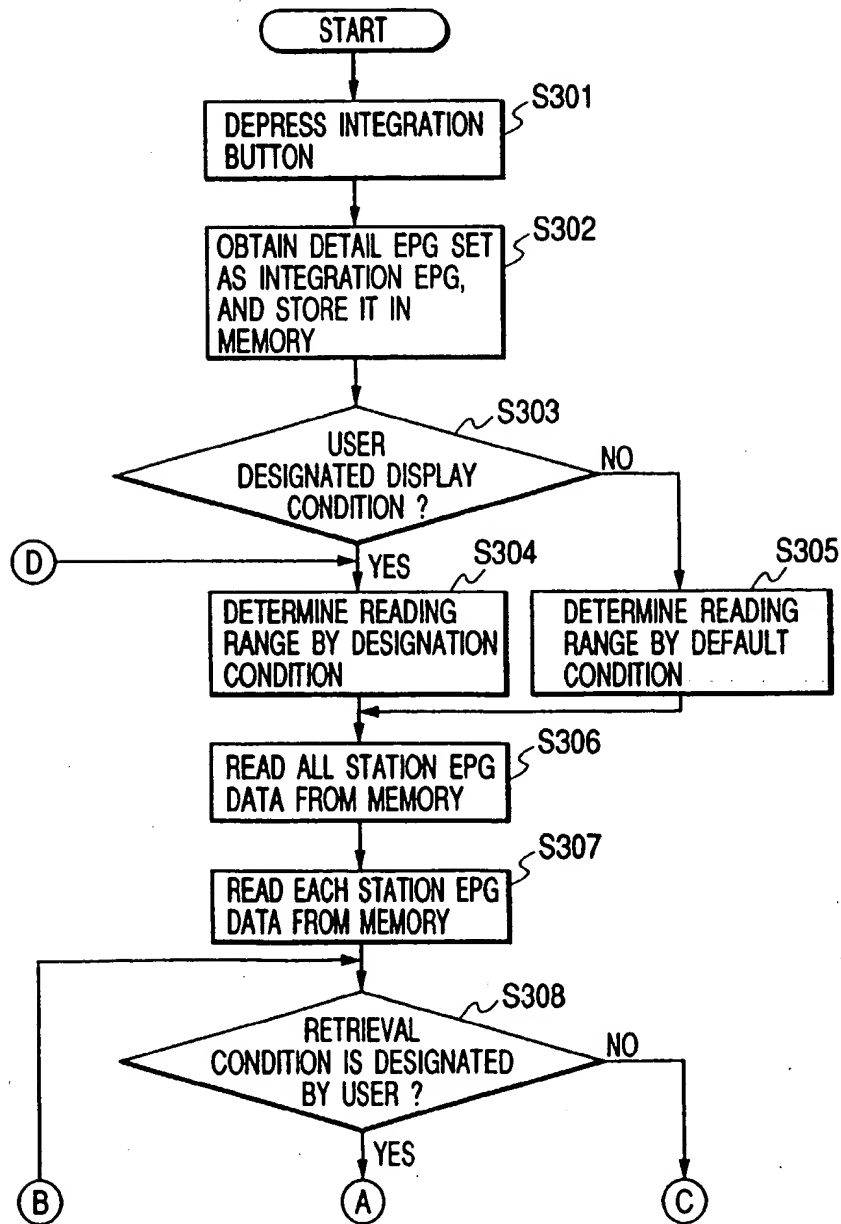 START
S301
DEPRESS INTEGRATION
BUTTON
S302
OBTAIN DETAIL EPG SET
AS INTEGRATION EPG,
AND STORE IT IN
MEMORY
S303
USER
DESIGNATED DISPLAY
CONDITION ?
NO
D
YES
S304
S305
DETERMINE READING
RANGE BY DESIGNATION
CONDITION
DETERMINE READING
RANGE BY DEFAULT
CONDITION
S306
READ ALL STATION EPG
DATA FROM MEMORY
S307
READ EACH STATION EPG
DATA FROM MEMORY
S308
RETRIEVAL
CONDITION IS DESIGNATED
BY USER ?
NO
YES
B
A
C